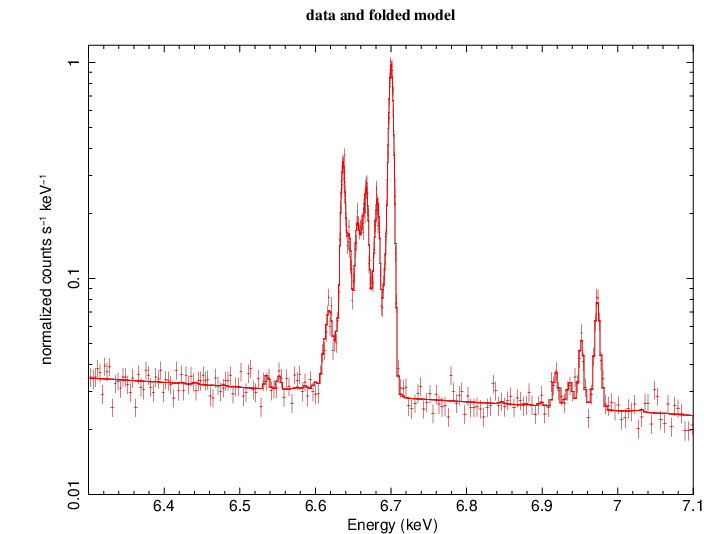 data and folded model
normalized counts s⁻¹ keV⁻¹
1
0.1
0.01
6.4 6.5 6.6 6.7 6.8 6.9 7 7.1
Energy (keV)